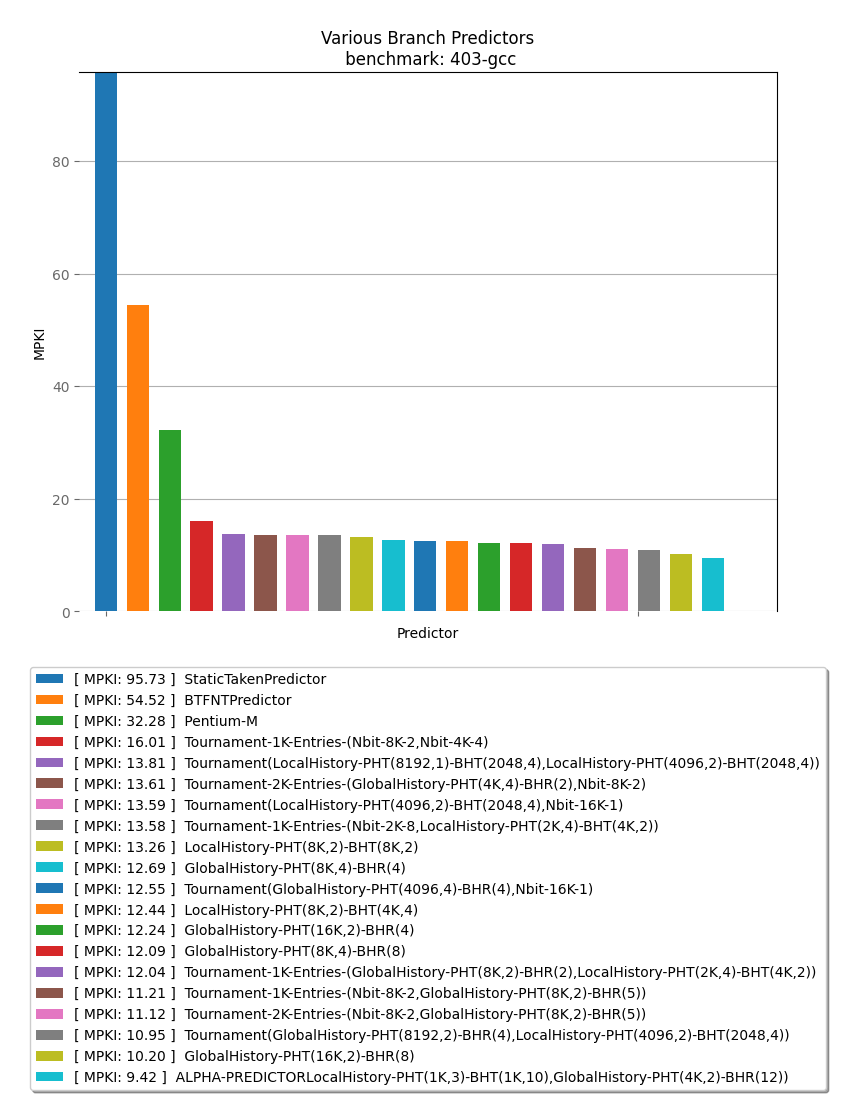 Various Branch Predictors
benchmark: 403-gcc
80
60
40
20
0
MPKI
Predictor
[ MPKI: 95.73 ] StaticTakenPredictor
[ MPKI: 54.52 ] BTFNTPredictor
[ MPKI: 32.28 ] Pentium-M
[ MPKI: 16.01 ] Tournament-1K-Entries-(Nbit-8K-2,Nbit-4K-4)
[ MPKI: 13.81 ] Tournament(LocalHistory-PHT(8192,1)-BHT(2048,4),LocalHistory-PHT(4096,2)-BHT(2048,4))
[ MPKI: 13.61 ] Tournament-2K-Entries-(GlobalHistory-PHT(4K,4)-BHR(2),Nbit-8K-2)
[ MPKI: 13.59 ] Tournament(LocalHistory-PHT(4096,2)-BHT(2048,4),Nbit-16K-1)
[ MPKI: 13.58 ] Tournament-1K-Entries-(Nbit-2K-8,LocalHistory-PHT(2K,4)-BHT(4K,2))
[ MPKI: 13.26 ] LocalHistory-PHT(8K,2)-BHT(8K,2)
[ MPKI: 12.69 ] GlobalHistory-PHT(8K,4)-BHR(4)
[ MPKI: 12.55 ] Tournament(GlobalHistory-PHT(4096,4)-BHR(4),Nbit-16K-1)
[ MPKI: 12.44 ] LocalHistory-PHT(8K,2)-BHT(4K,4)
[ MPKI: 12.24 ] GlobalHistory-PHT(16K,2)-BHR(4)
[ MPKI: 12.09 ] GlobalHistory-PHT(8K,4)-BHR(8)
[ MPKI: 12.04 ] Tournament-1K-Entries-(GlobalHistory-PHT(8K,2)-BHR(2),LocalHistory-PHT(2K,4)-BHT(4K,2))
[ MPKI: 11.21 ] Tournament-1K-Entries-(Nbit-8K-2,GlobalHistory-PHT(8K,2)-BHR(5))
[ MPKI: 11.12 ] Tournament-2K-Entries-(Nbit-8K-2,GlobalHistory-PHT(8K,2)-BHR(5))
[ MPKI: 10.95 ] Tournament(GlobalHistory-PHT(8192,2)-BHR(4),LocalHistory-PHT(4096,2)-BHT(2048,4))
[ MPKI: 10.20 ] GlobalHistory-PHT(16K,2)-BHR(8)
[ MPKI: 9.42 ] ALPHA-PREDICTORLocalHistory-PHT(1K,3)-BHT(1K,10),GlobalHistory-PHT(4K,2)-BHR(12))